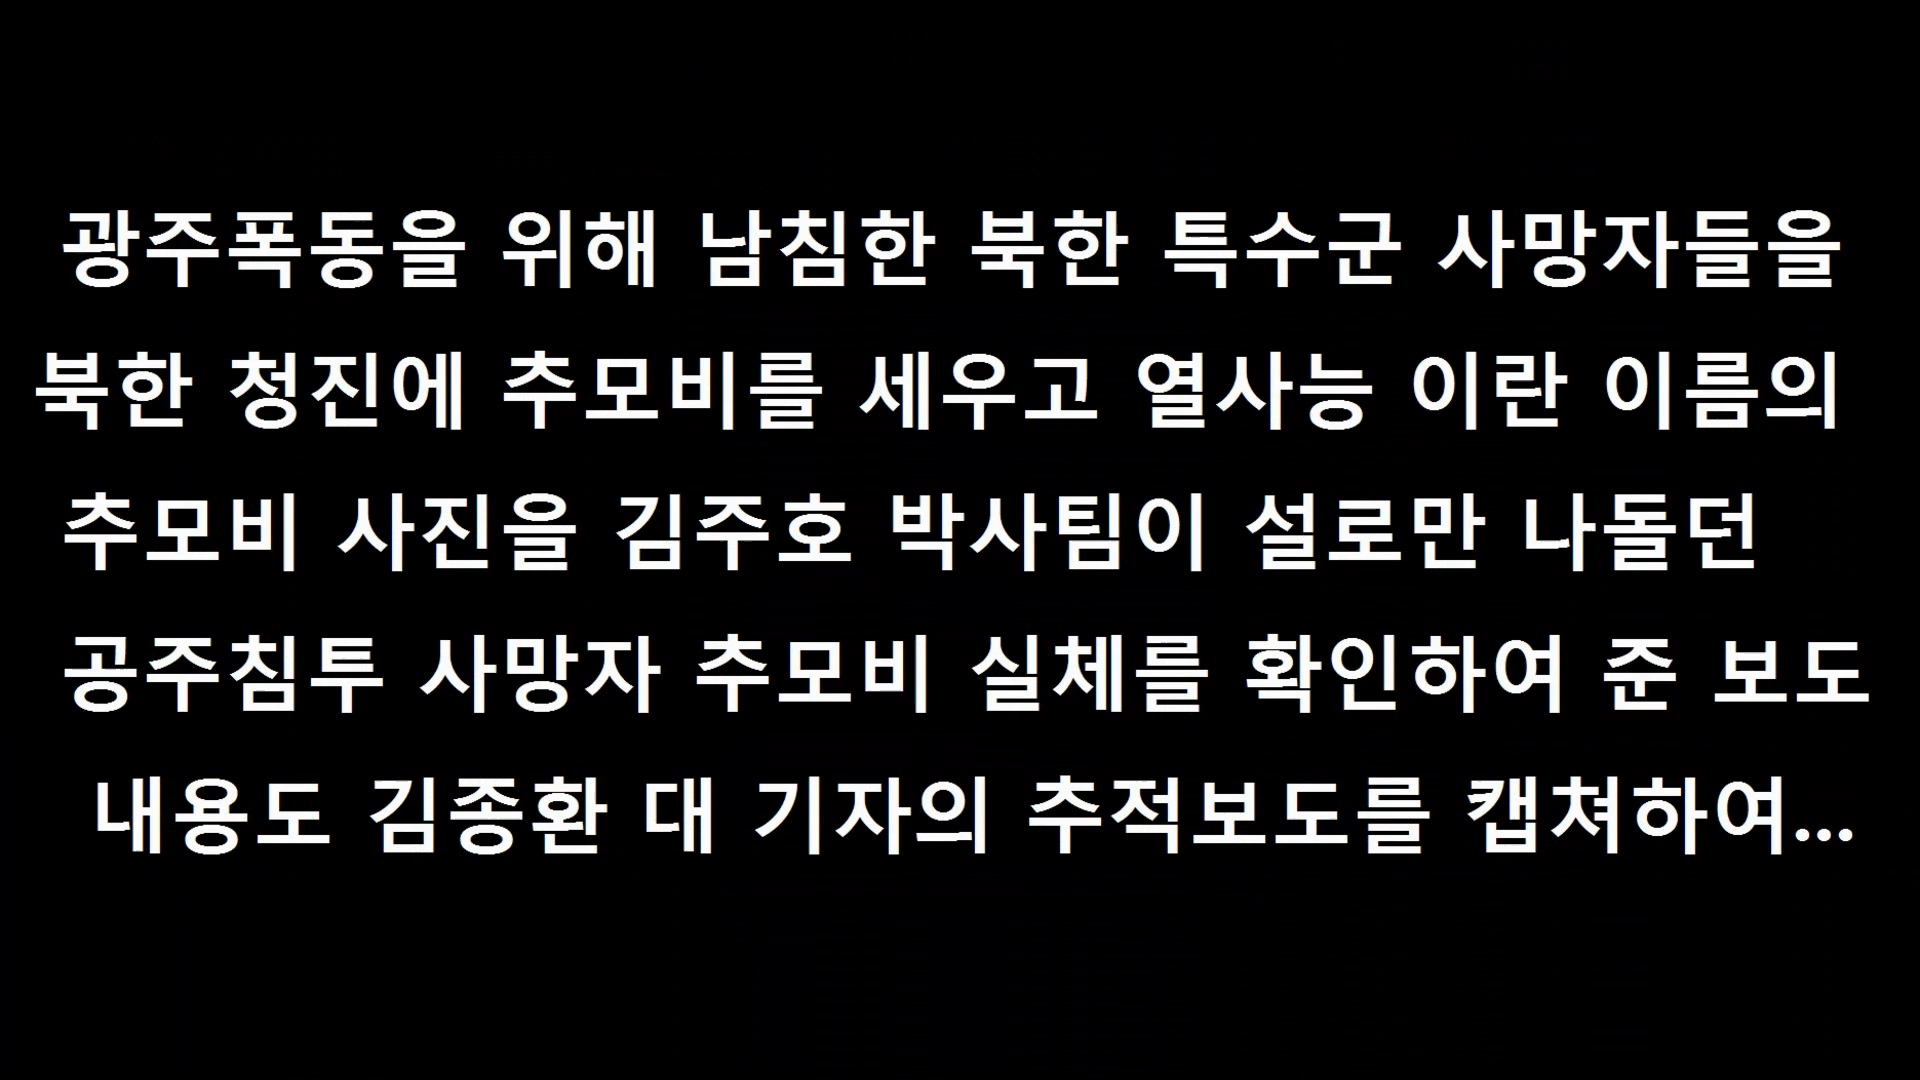 광주폭동을 위해 남침한 북한 특수군 사망자들을
북한 청진에 추모비를 세우고 열사능 이란 이름의
추모비 사진을 김주호 박사팀이 설로만 나돌던
공주침투 사망자 추모비 실체를 확인하여 준 보도
내용도 김종환 대 기자의 추적보도를 캡쳐하여...